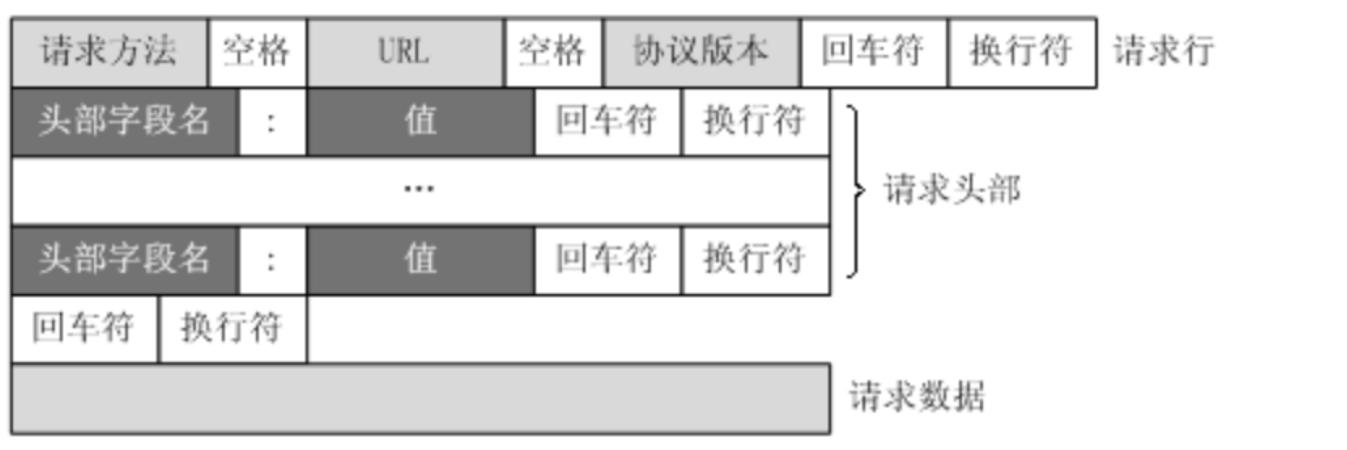 请求方法 空格 URL 空格 协议版本 回车符 换行符 请求行
头部字段名 : 值 回车符 换行符
… 请求头部
头部字段名 : 值 回车符 换行符
回车符 换行符
请求数据